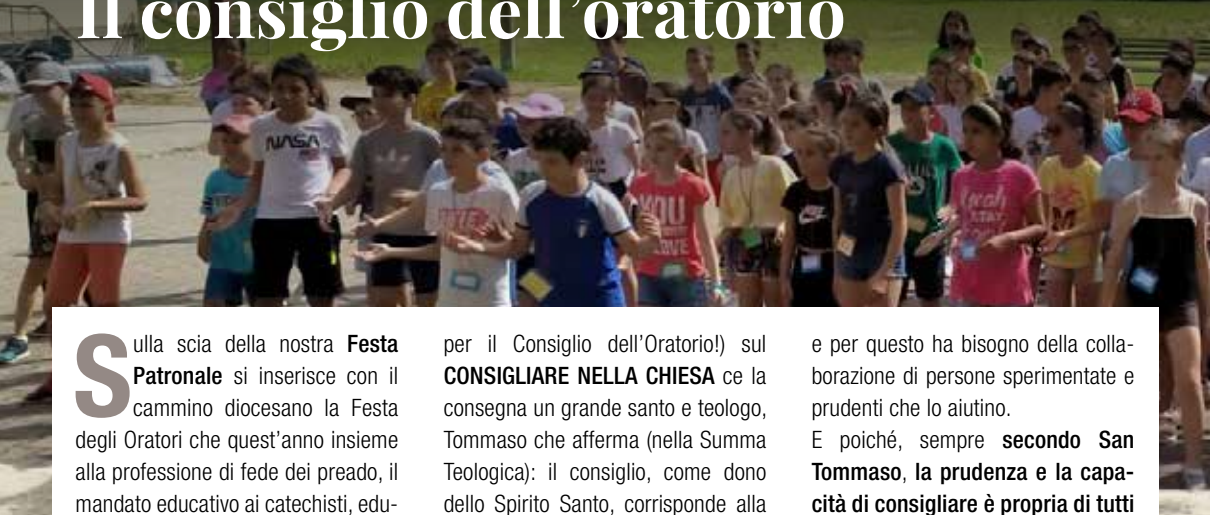 Il consiglio dell'oratorio
NASA
YOU
LOVE
Sulla scia della nostra Festa
Patronale si inserisce con il
cammino diocesano la Festa
degli Oratori che quest'anno insieme
alla professione di fede dei preado, il
mandato educativo ai catechisti, edu-
per il Consiglio dell'Oratorio!) sul
CONSIGLIARE NELLA CHIESA ce la
consegna un grande santo e teologo,
Tommaso che afferma (nella Summa
Teologica): il consiglio, come dono
dello Spirito Santo, corrisponde alla
e per questo ha bisogno della colla-
borazione di persone sperimentate e
prudenti che lo aiutino.
E poiché, sempre secondo San
Tommaso, la prudenza e la capa-
cità di consigliare è propria di tutti